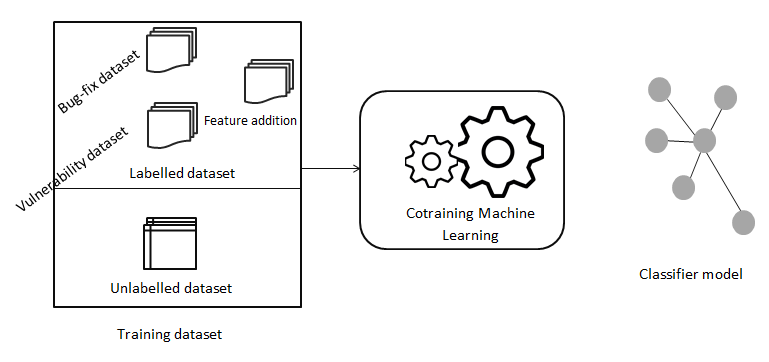 Bug-fix dataset
Feature addition
Vulnerability dataset
Labelled dataset
Unlabelled dataset
Training dataset
Cotraining Machine
Learning
Classifier model